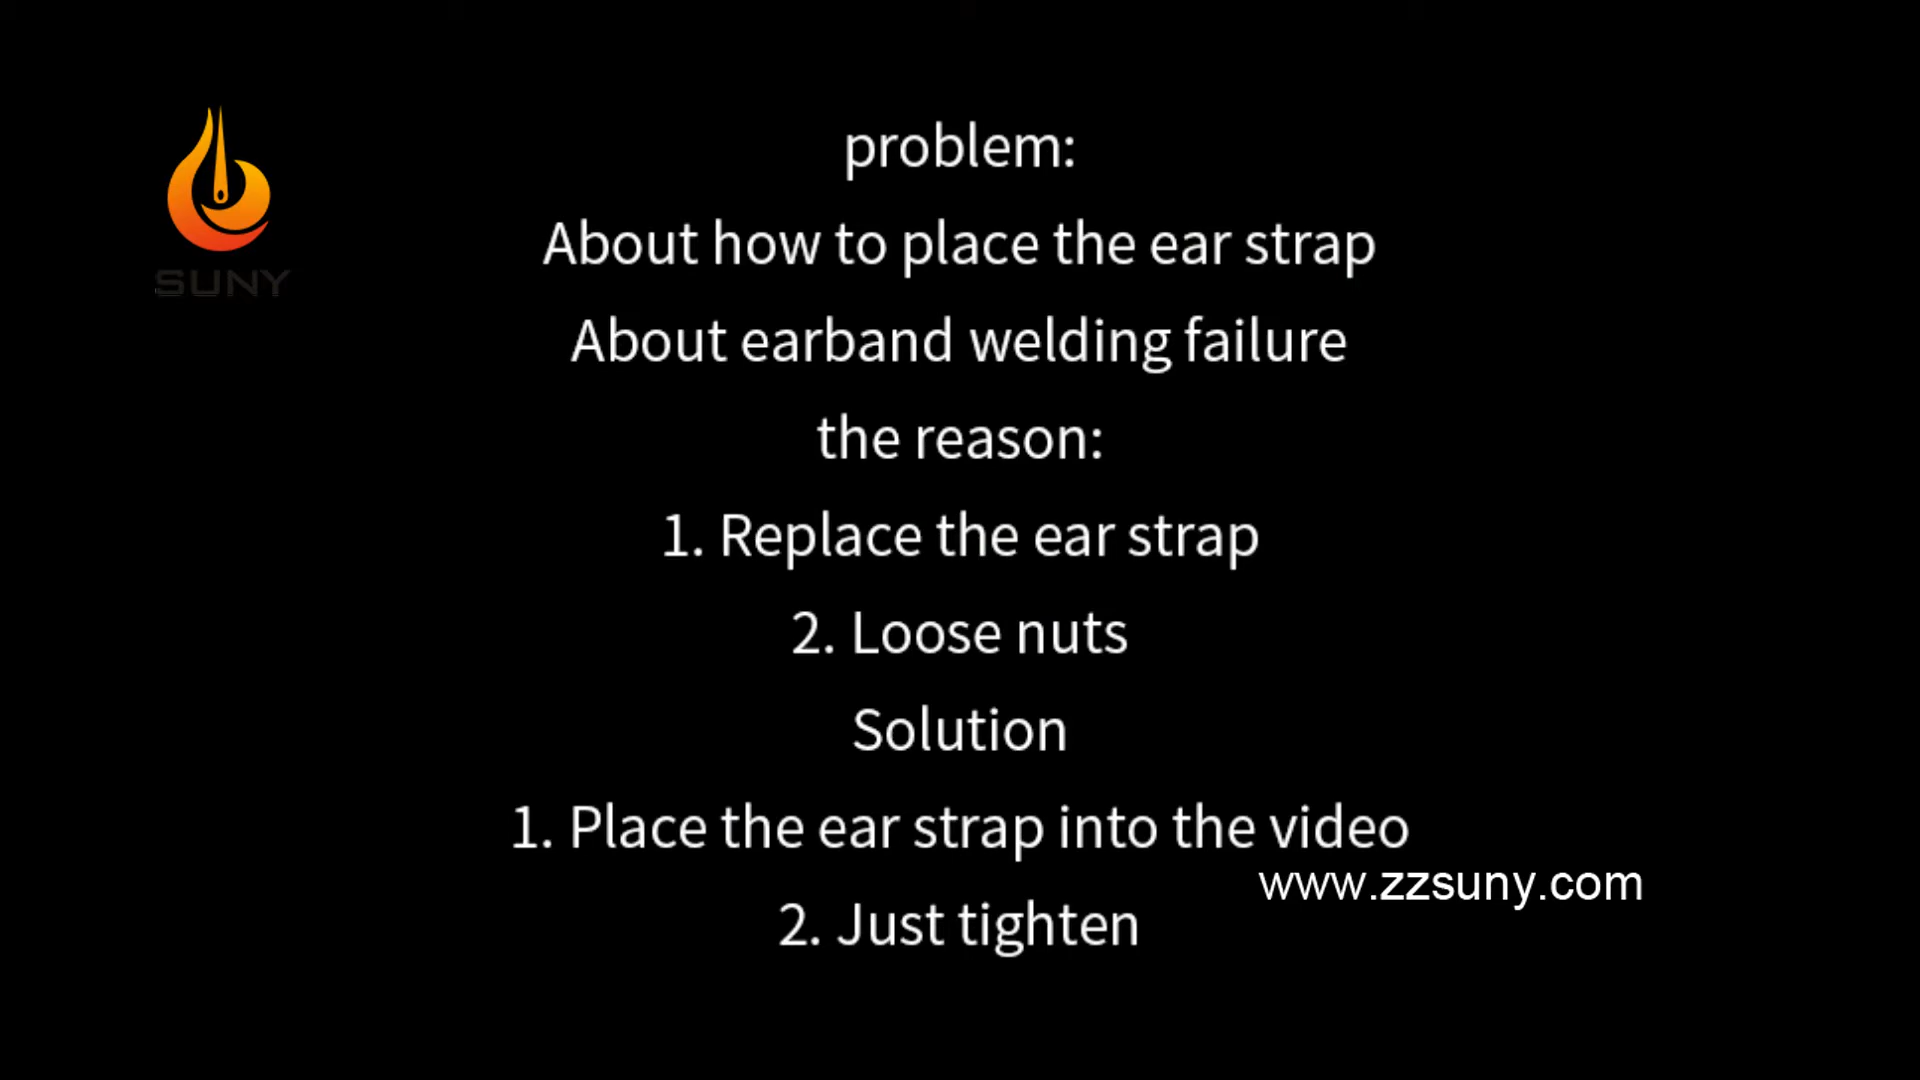 SUNY
problem:
About how to place the ear strap
About earband welding failure
the reason:
1. Replace the ear strap
2. Loose nuts
Solution
1. Place the ear strap into the video
www.zzsuny.com
2. Just tighten